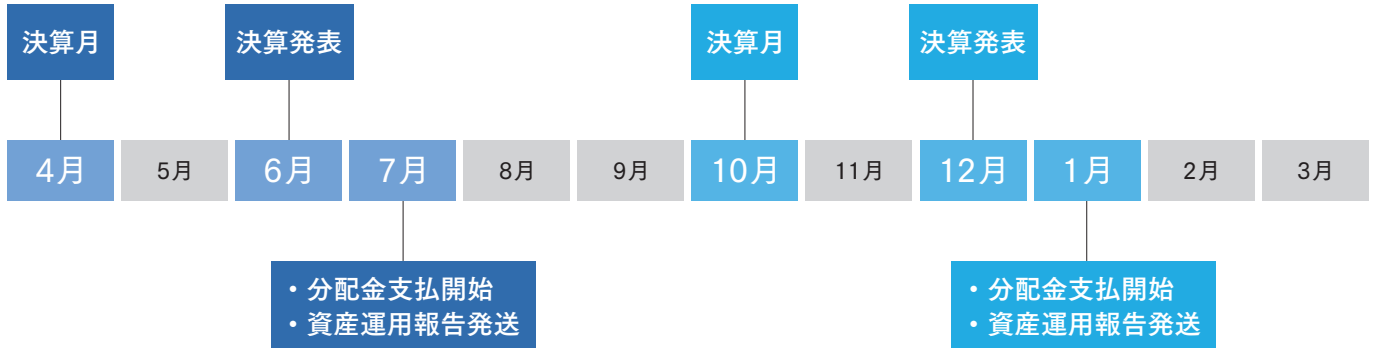 決算月
決算発表
決算月
決算発表
4月
5月
6月
7月
8月
9月
10月
11月
12月
1月
2月
3月
・分配金支払開始
・資産運用報告発送
・分配金支払開始
・資産運用報告発送